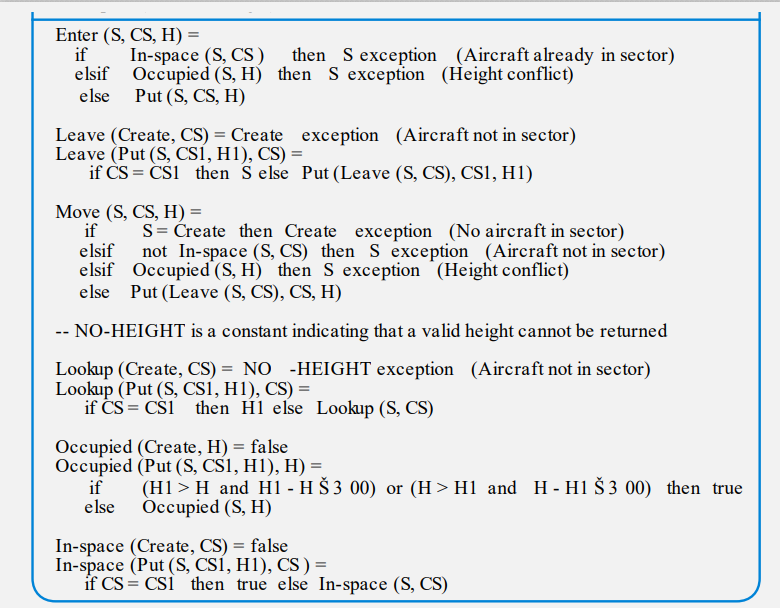 Enter (S, CS, H) =
if In-space (S, CS ) then S exception (Aircraft already in sector)
elsif Occupied (S, H) then S exception (Height conflict)
else Put (S, CS, H)
Leave (Create, CS) = Create exception (Aircraft not in sector)
Leave (Put (S, CS1, H1), CS) =
if CS = CS1 then S else Put (Leave (S, CS), CS1, H1)
Move (S, CS, H) =
if S = Create then Create exception (No aircraft in sector)
elsif not In-space (S, CS) then S exception (Aircraft not in sector)
elsif Occupied (S, H) then S exception (Height conflict)
else Put (Leave (S, CS), CS, H)
-- NO-HEIGHT is a constant indicating that a valid height cannot be returned
Lookup (Create, CS) = NO -HEIGHT exception (Aircraft not in sector)
Lookup (Put (S, CS1, H1), CS) =
if CS = CS1 then H1 else Lookup (S, CS)
Occupied (Create, H) = false
Occupied (Put (S, CS1, H1), H) =
if (H1 > H and H1 - H Š 3 00) or (H > H1 and H - H1 Š 3 00) then true
else Occupied (S, H)
In-space (Create, CS) = false
In-space (Put (S, CS1, H1), CS ) =
if CS = CS1 then true else In-space (S, CS)